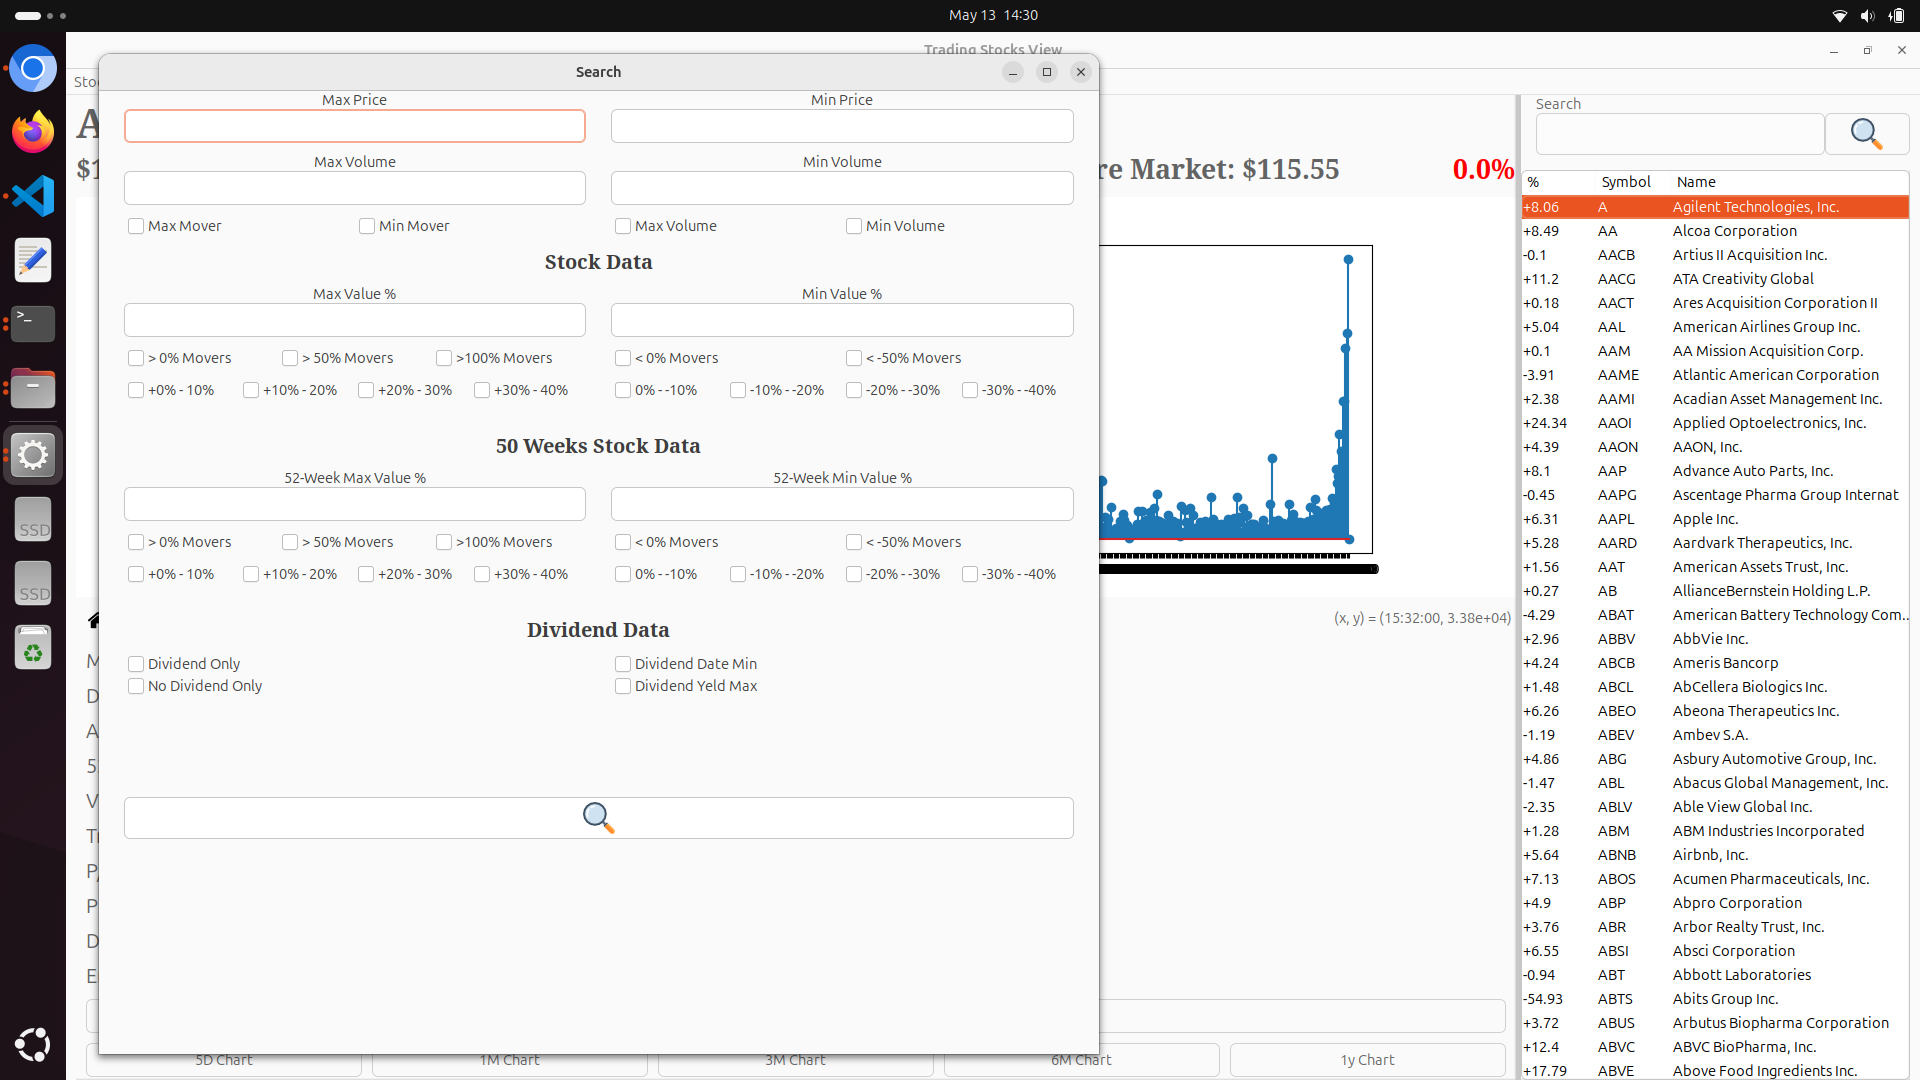 May 13 14:30
Trading Stocks View
Search
Max Price
Min Price
Max Volume
Min Volume
Max Mover
Min Mover
Max Volume
Min Volume
Stock Data
Max Value %
Min Value %
> 0% Movers
> 50% Movers
>100% Movers
< 0% Movers
< -50% Movers
+0% - 10%
+10% - 20%
+20% - 30%
+30% - 40%
0% - -10%
-10% - -20%
-20% - -30%
-30% - -40%
50 Weeks Stock Data
52-Week Max Value %
52-Week Min Value %
> 0% Movers
> 50% Movers
>100% Movers
< 0% Movers
< -50% Movers
+0% - 10%
+10% - 20%
+20% - 30%
+30% - 40%
0% - -10%
-10% - -20%
-20% - -30%
-30% - -40%
Dividend Data
Dividend Only
Dividend Date Min
No Dividend Only
Dividend Yeld Max
Market: $115.55
0.0%
(x, y) = (15:32:00, 3.38e+04)
5D Chart
1M Chart
3M Chart
6M Chart
1y Chart
SSD
SSD
Search
% Symbol Name
+8.06 A Agilent Technologies, Inc.
+8.49 AA Alcoa Corporation
-0.1 AACB Artius II Acquisition Inc.
+11.2 AACG ATA Creativity Global
+0.18 AACT Ares Acquisition Corporation II
+5.04 AAL American Airlines Group Inc.
+0.1 AAM AA Mission Acquisition Corp.
-3.91 AAME Atlantic American Corporation
+2.38 AAMI Acadian Asset Management Inc.
+24.34 AAOI Applied Optoelectronics, Inc.
+4.39 AAON AAON, Inc.
+8.1 AAP Advance Auto Parts, Inc.
-0.45 AAPG Ascentage Pharma Group Internat
+6.31 AAPL Apple Inc.
+5.28 AARD Aardvark Therapeutics, Inc.
+1.56 AAT American Assets Trust, Inc.
+0.27 AB AllianceBernstein Holding L.P.
-4.29 ABAT American Battery Technology Com..
+2.96 ABBV AbbVie Inc.
+4.24 ABCB Ameris Bancorp
+1.48 ABCL AbCellera Biologics Inc.
+6.26 ABEO Abeona Therapeutics Inc.
-1.19 ABEV Ambev S.A.
+4.86 ABG Asbury Automotive Group, Inc.
-1.47 ABL Abacus Global Management, Inc.
-2.35 ABLV Able View Global Inc.
+1.28 ABM ABM Industries Incorporated
+5.64 ABNB Airbnb, Inc.
+7.13 ABOS Acumen Pharmaceuticals, Inc.
+4.9 ABP Abpro Corporation
+3.76 ABR Arbor Realty Trust, Inc.
+6.55 ABSI Absci Corporation
-0.94 ABT Abbott Laboratories
-54.93 ABTS Abits Group Inc.
+3.72 ABUS Arbutus Biopharma Corporation
+12.4 ABVC ABVC BioPharma, Inc.
+17.79 ABVE Above Food Ingredients Inc.